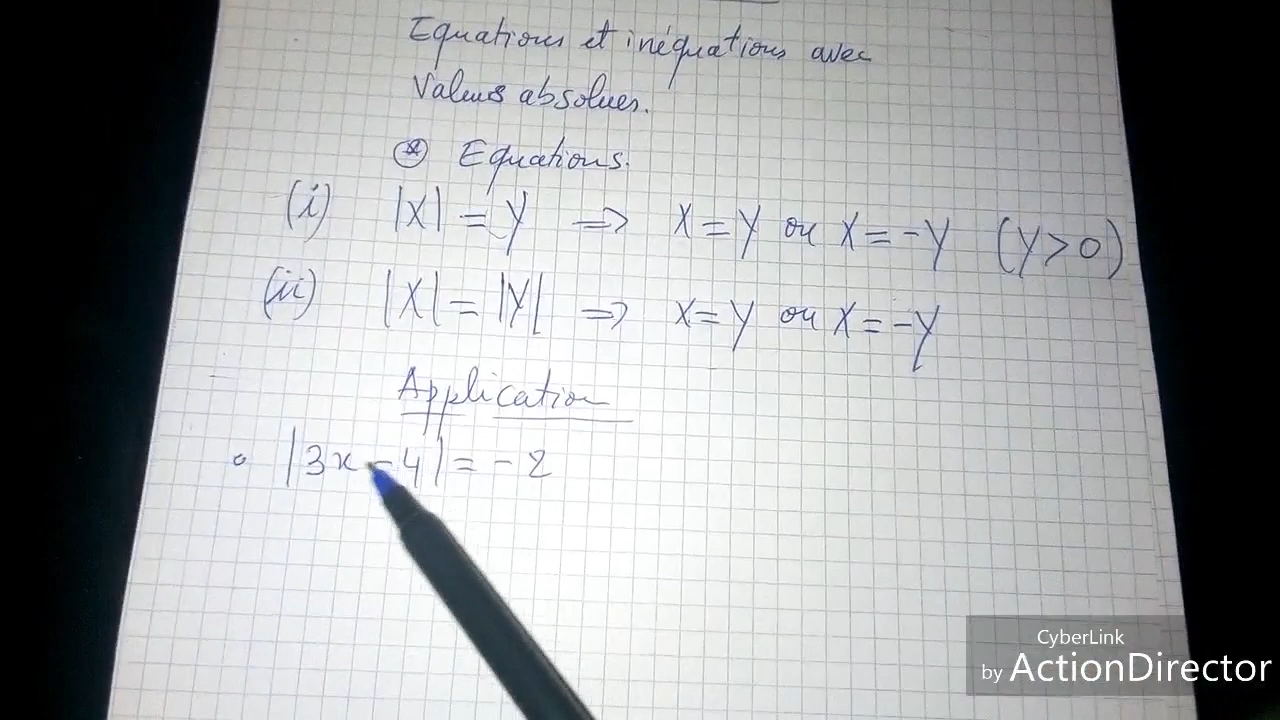 Equations et inéquations avec
Valeurs absolues.
* Equations.
(i) |X| = Y ⇒ X = Y ou X = -Y (Y > 0)
(ii) |X| = |Y| ⇒ X = Y ou X = -Y
Application
o |3x - 4| = - 2
CyberLink
by ActionDirector